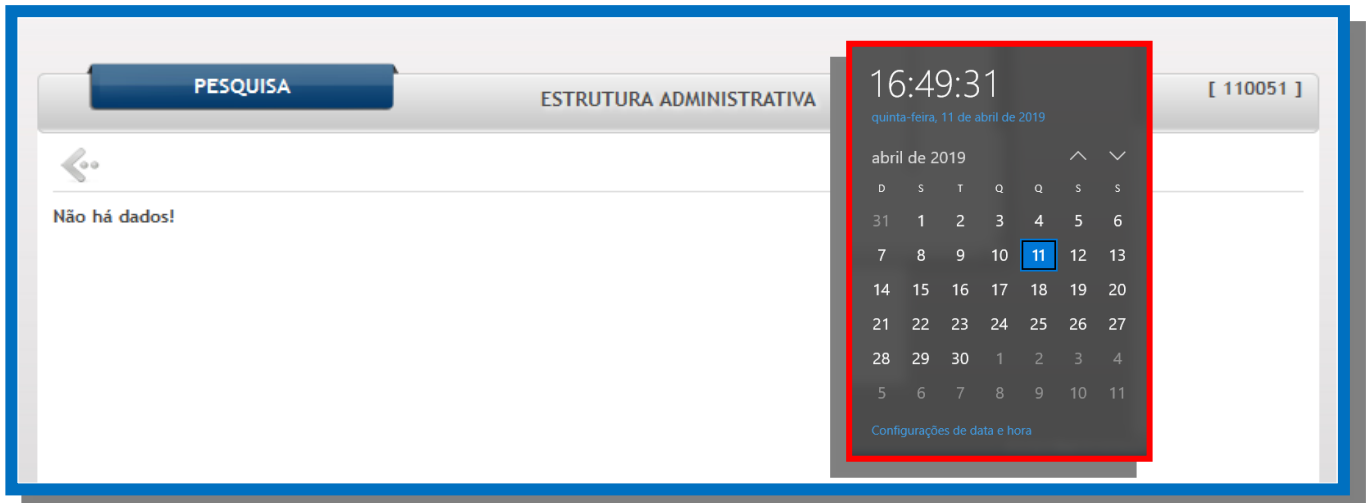 PESQUISA
ESTRUTURA ADMINISTRATIVA
[ 110051 ]
Não há dados!
16:49:31
quinta-feira, 11 de abril de 2019
abril de 2019
D S T Q Q S S
31 1 2 3 4 5 6
7 8 9 10 11 12 13
14 15 16 17 18 19 20
21 22 23 24 25 26 27
28 29 30 1 2 3 4
5 6 7 8 9 10 11
Configurações de data e hora